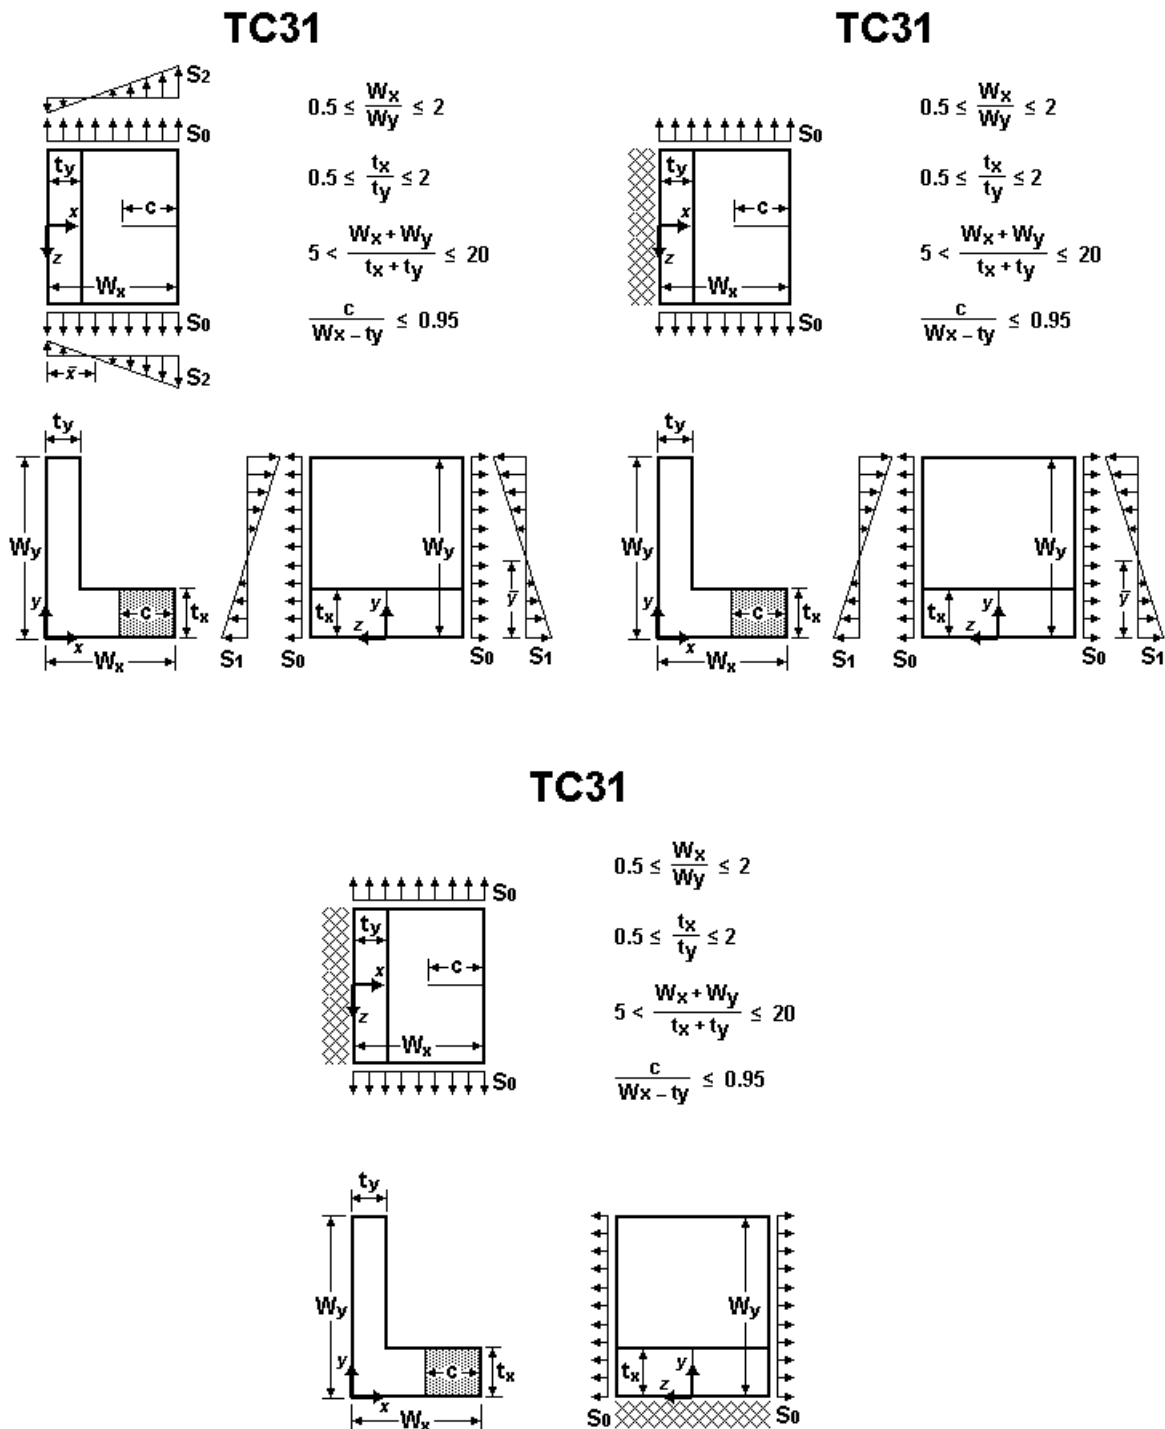 TC31
S2
S0
ty
c
x
z
Wx
S0
x̄
S2
0.5 ≤ Wx / Wy ≤ 2
0.5 ≤ tx / ty ≤ 2
5 < Wx + Wy / tx + ty ≤ 20
c / Wx – ty ≤ 0.95
ty
Wy
y
x
c
tx
Wx
S1
S0
Wy
tx
y
z
ȳ
S0
S1
TC31
S0
ty
c
x
z
Wx
S0
0.5 ≤ Wx / Wy ≤ 2
0.5 ≤ tx / ty ≤ 2
5 < Wx + Wy / tx + ty ≤ 20
c / Wx – ty ≤ 0.95
ty
Wy
y
x
c
tx
Wx
S1
S0
Wy
tx
y
z
ȳ
S0
S1
TC31
S0
ty
c
x
z
Wx
S0
0.5 ≤ Wx / Wy ≤ 2
0.5 ≤ tx / ty ≤ 2
5 < Wx + Wy / tx + ty ≤ 20
c / Wx – ty ≤ 0.95
ty
Wy
y
x
c
tx
Wx
Wy
tx
y
z
S0
S0